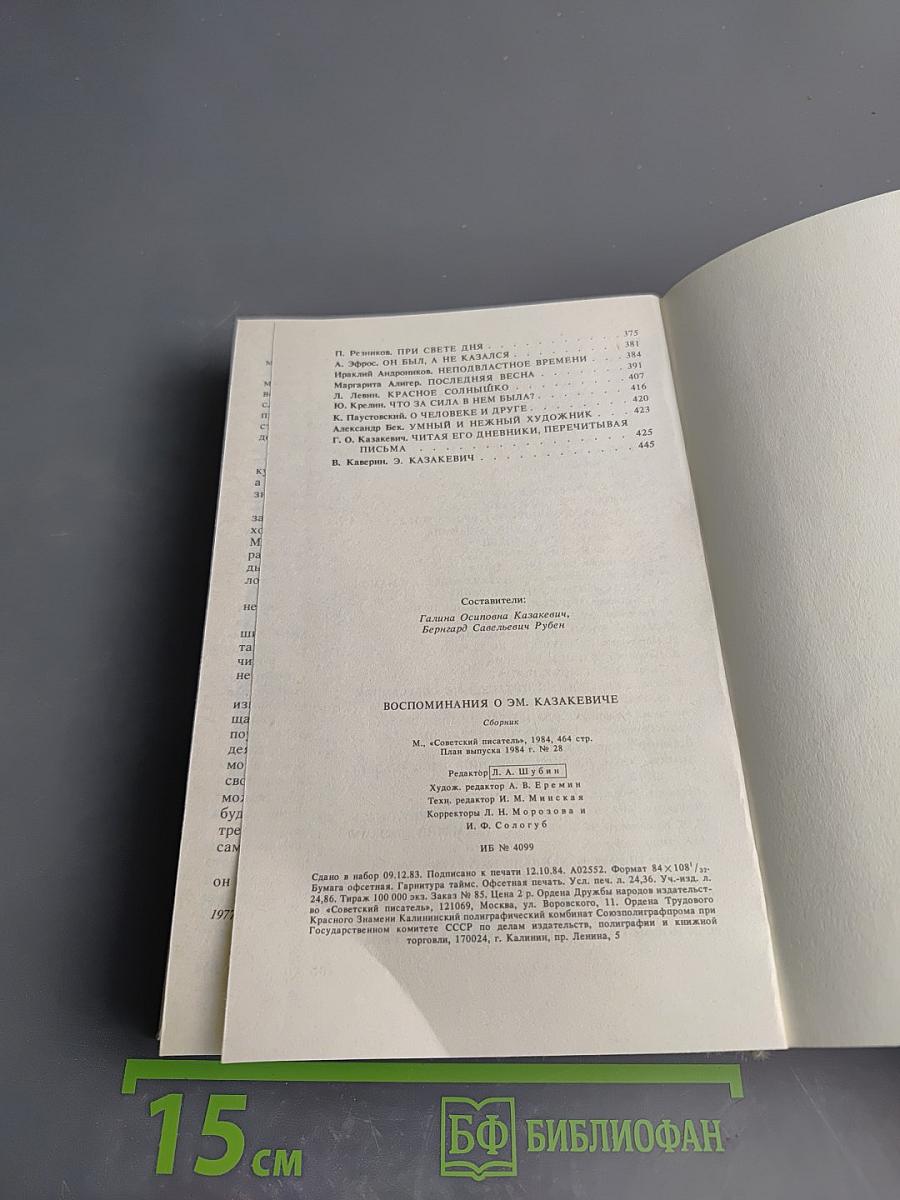 П. Резников. ПРИ СВЕТЕ ДНЯ . . . . . . . . . . . 375
А. Эфрос. ОН БЫЛ, А НЕ КАЗАЛСЯ . . . . . . . . . 381
Ираклий Андроников. НЕПОДВЛАСТНОЕ ВРЕМЕНИ . . . 384
Маргарита Алигер. ПОСЛЕДНЯЯ ВЕСНА . . . . . . . 391
Л. Левин. КРАСНОЕ СОЛНЫШКО . . . . . . . . . . 407
Ю. Крелин. ЧТО ЗА СИЛА В НЕМ БЫЛА? . . . . . . . 416
К. Паустовский. О ЧЕЛОВЕКЕ И ДРУГЕ . . . . . . . 420
Александр Бек. УМНЫЙ И НЕЖНЫЙ ХУДОЖНИК . . . 423
Г. О. Казакевич. ЧИТАЯ ЕГО ДНЕВНИКИ, ПЕРЕЧИТЫВАЯ
ПИСЬМА . . . . . . . . . . . . . . . 425
В. Каверин. Э. КАЗАКЕВИЧ . . . . . . . . . . . . 445
Составители:
Галина Осиповна Казакевич,
Бернгард Савельевич Рубен
ВОСПОМИНАНИЯ О ЭМ. КАЗАКЕВИЧЕ
Сборник
М., «Советский писатель», 1984, 464 стр.
План выпуска 1984 г. № 28
Редактор Л. А. Шубин
Худож. редактор А. В. Еремин
Техн. редактор И. М. Минская
Корректоры Л. Н. Морозова и
И. Ф. Сологуб
ИБ № 4099
Сдано в набор 09.12.83. Подписано к печати 12.10.84. А02552. Формат 84×108¹/₃₂.
Бумага офсетная. Гарнитура таймс. Офсетная печать. Усл. печ. л. 24,36. Уч.-изд. л.
24,86. Тираж 100 000 экз. Заказ № 85. Цена 2 р. Ордена Дружбы народов издательст-
во «Советский писатель», 121069, Москва, ул. Воровского, 11. Ордена Трудового
Красного Знамени Калининский полиграфический комбинат Союзполиграфпрома при
Государственном комитете СССР по делам издательств, полиграфии и книжной
торговли, 170024, г. Калинин, пр. Ленина, 5
1977
15 см
БФ БИБЛИОФАН